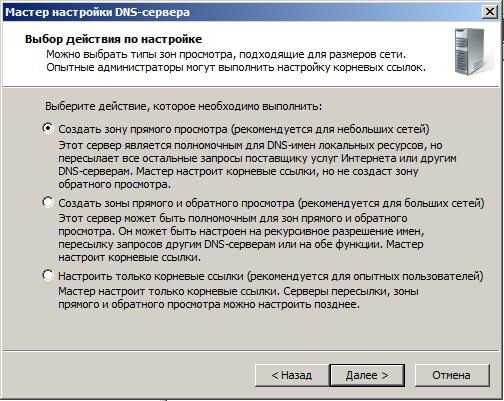 Мастер настройки DNS-сервера
Выбор действия по настройке
Можно выбрать типы зон просмотра, подходящие для размеров сети.
Опытные администраторы могут выполнить настройку корневых ссылок.
Выберите действие, которое необходимо выполнить:
Создать зону прямого просмотра (рекомендуется для небольших сетей)
Этот сервер является полномочным для DNS-имен локальных ресурсов, но
пересылает все остальные запросы поставщику услуг Интернета или другим
DNS-серверам. Мастер настроит корневые ссылки, но не создаст зону
обратного просмотра.
Создать зоны прямого и обратного просмотра (рекомендуется для больших сетей)
Этот сервер может быть полномочным для зон прямого и обратного
просмотра. Он может быть настроен на рекурсивное разрешение имен,
пересылку запросов другим DNS-серверам или на обе функции. Мастер
настроит корневые ссылки.
Настроить только корневые ссылки (рекомендуется для опытных пользователей)
Мастер настроит только корневые ссылки. Серверы пересылки, зоны
прямого и обратного просмотра можно настроить позднее.
< Назад
Далее >
Отмена